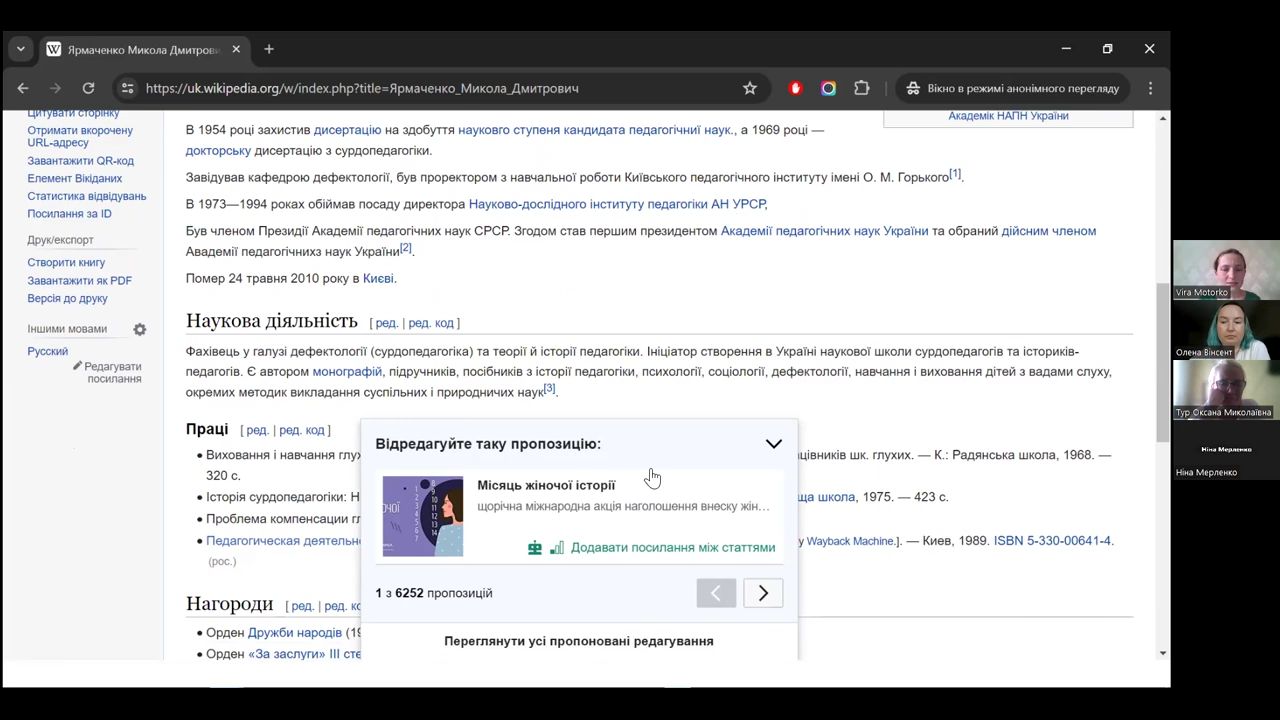 Ярмаченко Микола Дмитрови
https://uk.wikipedia.org/w/index.php?title=Ярмаченко_Микола_Дмитрович
Вікно в режимі анонімного перегляду
Цитувати сторінку
Отримати вкорочену
URL-адресу
Завантажити QR-код
Елемент Вікіданих
Статистика відвідувань
Посилання за ID
Друк/експорт
Створити книгу
Завантажити як PDF
Версія до друку
Іншими мовами
Русский
Редагувати
посилання
Академік НАПН України
В 1954 році захистив дисертацію на здобуття науковго ступеня кандидата педагогічниї наук., а 1969 році —
докторську дисертацію з сурдопедагогіки.
Завідував кафедрою дефектології, був проректором з навчальної роботи Київського педагогічного інституту імені О. М. Горького[1].
В 1973—1994 роках обіймав посаду директора Науково-дослідного інституту педагогіки АН УРСР,
Був членом Президії Академії педагогічних наук СРСР. Згодом став першим президентом Академії педагогічних наук України та обраний дійсним членом
Авадемії педагогічнихз наук України[2].
Помер 24 травня 2010 року в Києві.
Наукова діяльність [ ред. | ред. код ]
Фахівець у галузі дефектології (сурдопедагогіка) та теорії й історії педагогіки. Ініціатор створення в Україні наукової школи сурдопедагогів та істориків-
педагогів. Є автором монографій, підручників, посібників з історії педагогіки, психології, соціології, дефектології, навчання і виховання дітей з вадами слуху,
окремих методик викладання суспільних і природничих наук[3].
Праці [ ред. | ред. код ]
Виховання і навчання глух
цівників шк. глухих. — К.: Радянська школа, 1968. —
320 с.
Історія сурдопедагогіки: Н
ща школа, 1975. — 423 с.
Проблема компенсації гл
Педагогическая деятельно
y Wayback Machine.]. — Киев, 1989. ISBN 5-330-00641-4.
(рос.)
Нагороди [ ред. | ред. ко
Орден Дружби народів (19
Орден «За заслуги» III сте
Відредагуйте таку пропозицію:
Місяць жіночої історії
щорічна міжнародна акція наголошення внеску жін...
Додавати посилання між статтями
1 з 6252 пропозицій
Переглянути усі пропоновані редагування
Vira Motorko
Олена Вінсент
Тур Оксана Миколаївна
Ніна Мерленко
Ніна Мерленко